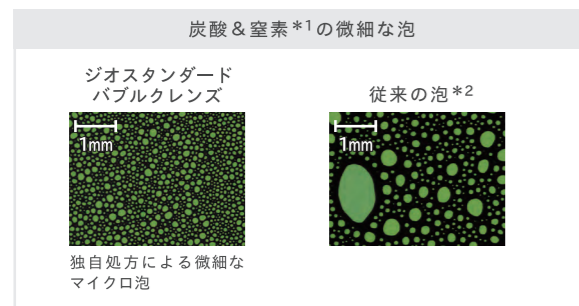 炭酸＆窒素*1の微細な泡
ジオスタンダード
バブルクレンズ
従来の泡*2
1mm
1mm
独自処方による微細な
マイクロ泡